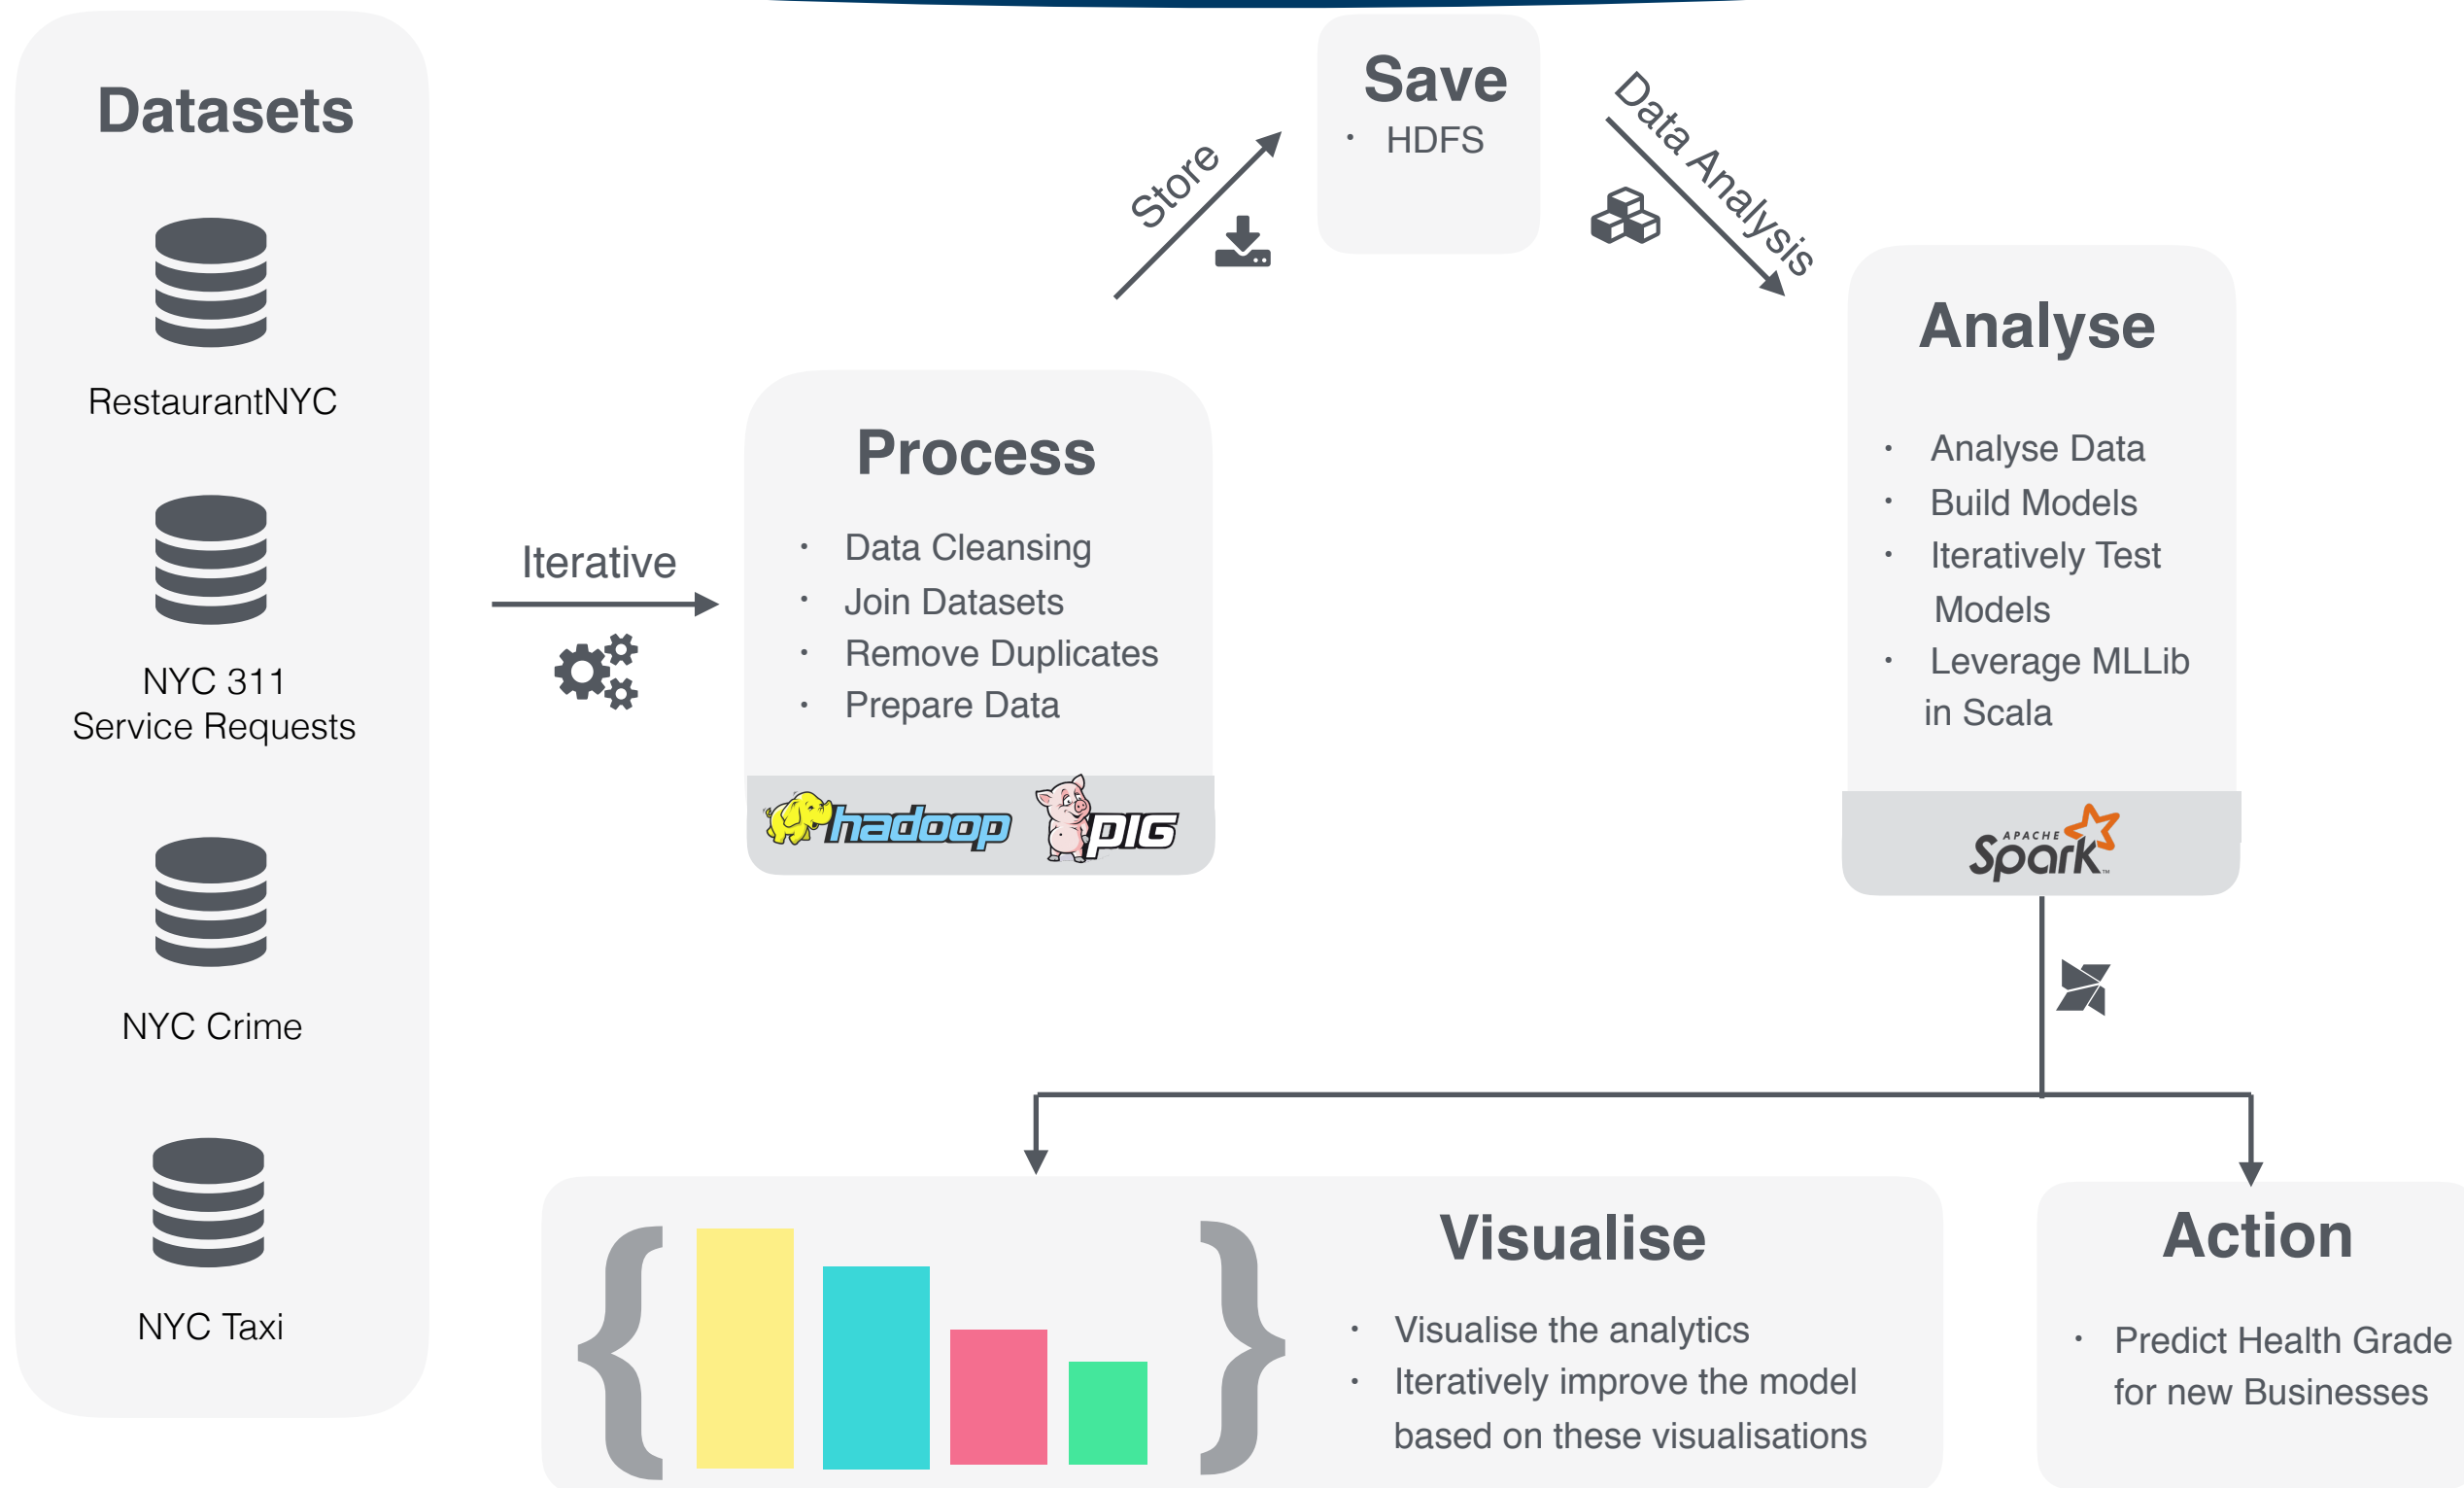 Datasets
RestaurantNYC
NYC 311
Service Requests
NYC Crime
NYC Taxi
Iterative
Process
• Data Cleansing
• Join Datasets
• Remove Duplicates
• Prepare Data
hadoop
PIG
Store
Save
• HDFS
Data Analysis
Analyse
• Analyse Data
• Build Models
• Iteratively Test
Models
• Leverage MLLib
in Scala
APACHE
Spark™
Visualise
• Visualise the analytics
• Iteratively improve the model
based on these visualisations
Action
• Predict Health Grade
for new Businesses